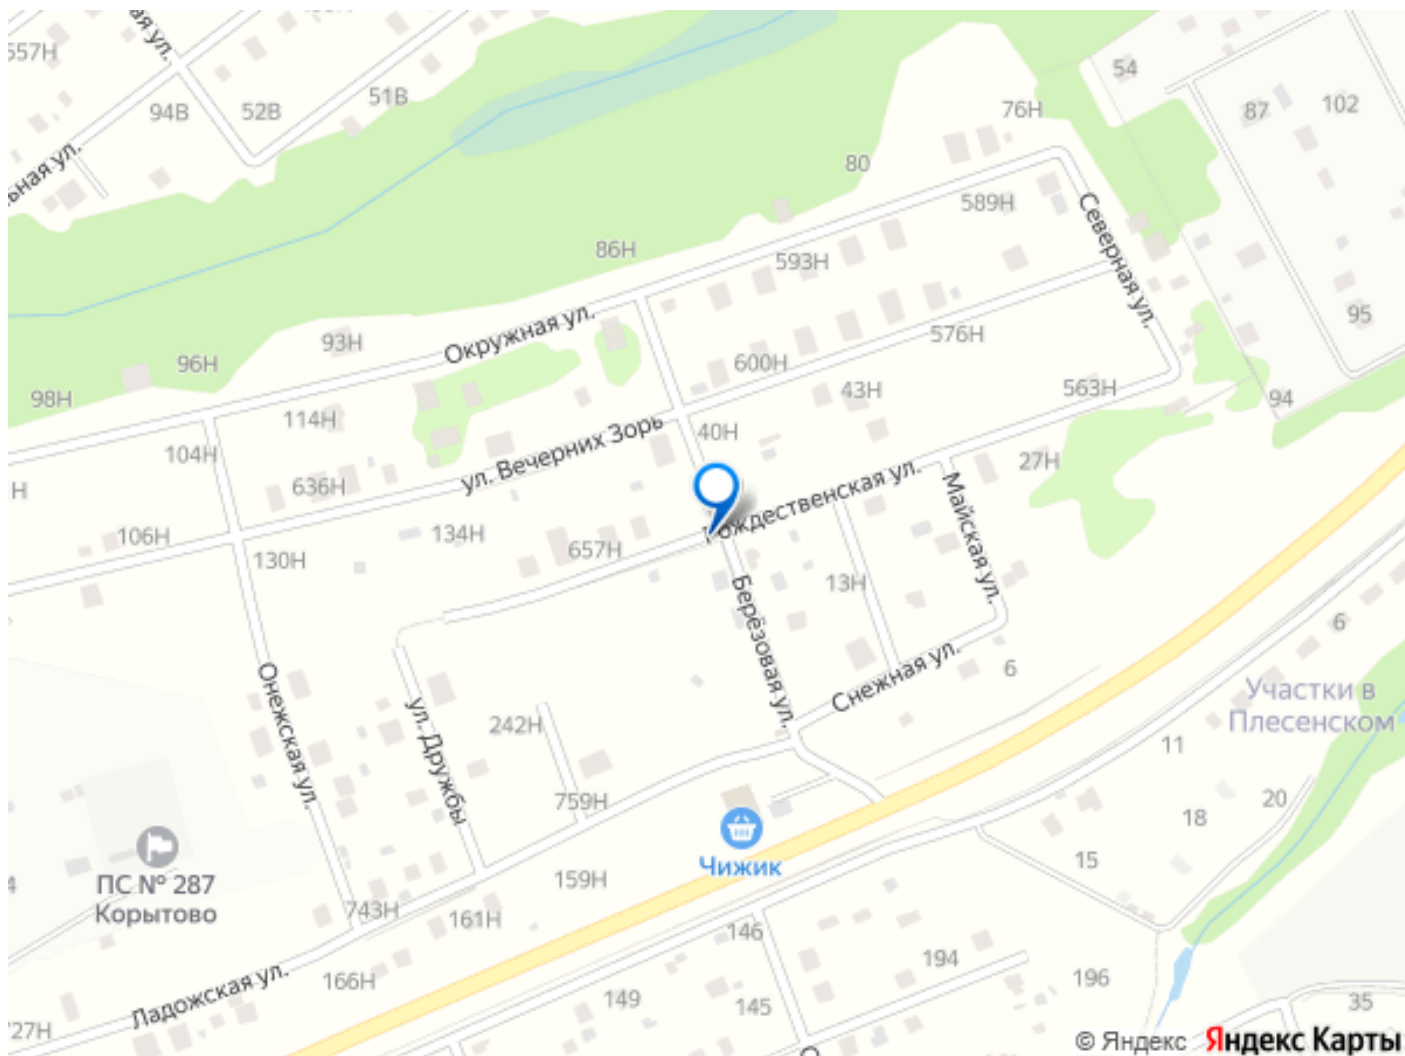 ая ул.
557Н
94В
52В
51В
ьная ул.
54
87
102
76Н
80
589Н
Северная ул.
86Н
593Н
95
Окружная ул.
93Н
96Н
98Н
576Н
600Н
43Н
563Н
94
114Н
104Н
ул. Вечерних Зорь
40Н
27Н
Н
636Н
Рождественская ул.
Майская ул.
106Н
134Н
130Н
657Н
13Н
Берёзовая ул.
6
Онежская ул.
ул. Дружбы
242Н
Снежная ул.
6
Участки в
Плесенском
11
759Н
20
18
Чижик
15
ПС № 287
Корытово
159Н
743Н
161Н
146
194
196
166Н
149
145
Ладожская ул.
27Н
35
© Яндекс Яндекс Карты